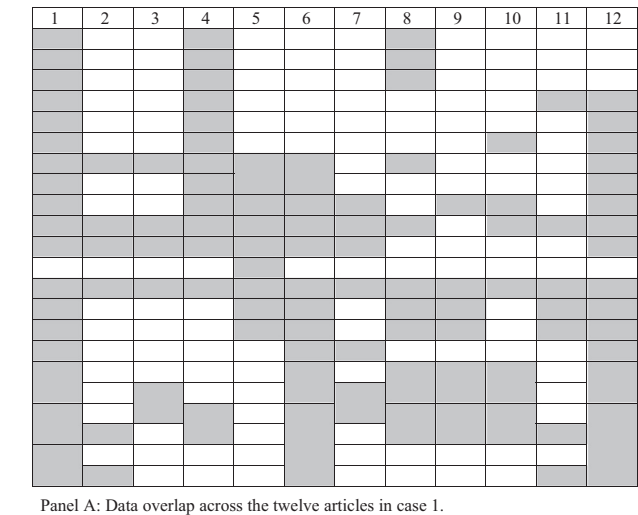 1 2 3 4 5 6 7 8 9 10 11 12
Panel A: Data overlap across the twelve articles in case 1.